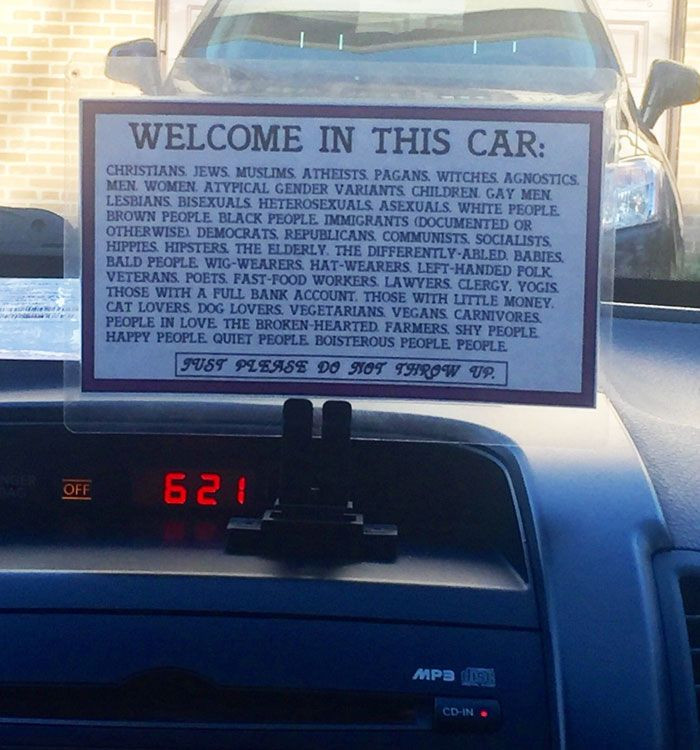 WELCOME IN THIS CAR:
CHRISTIANS. JEWS. MUSLIMS. ATHEISTS. PAGANS. WITCHES. AGNOSTICS.
MEN. WOMEN. ATYPICAL GENDER VARIANTS. CHILDREN. GAY MEN.
LESBIANS. BISEXUALS. HETEROSEXUALS. ASEXUALS. WHITE PEOPLE.
BROWN PEOPLE. BLACK PEOPLE. IMMIGRANTS (DOCUMENTED OR
OTHERWISE). DEMOCRATS. REPUBLICANS. COMMUNISTS. SOCIALISTS.
HIPPIES. HIPSTERS. THE ELDERLY. THE DIFFERENTLY-ABLED. BABIES.
BALD PEOPLE. WIG-WEARERS. HAT-WEARERS. LEFT-HANDED FOLK.
VETERANS. POETS. FAST-FOOD WORKERS. LAWYERS. CLERGY. YOGIS.
THOSE WITH A FULL BANK ACCOUNT. THOSE WITH LITTLE MONEY.
CAT LOVERS. DOG LOVERS. VEGETARIANS. VEGANS. CARNIVORES.
PEOPLE IN LOVE. THE BROKEN-HEARTED. FARMERS. SHY PEOPLE.
HAPPY PEOPLE. QUIET PEOPLE. BOISTEROUS PEOPLE. PEOPLE.
JUST PLEASE DO NOT THROW UP.
OFF
621
MP3
CD-IN